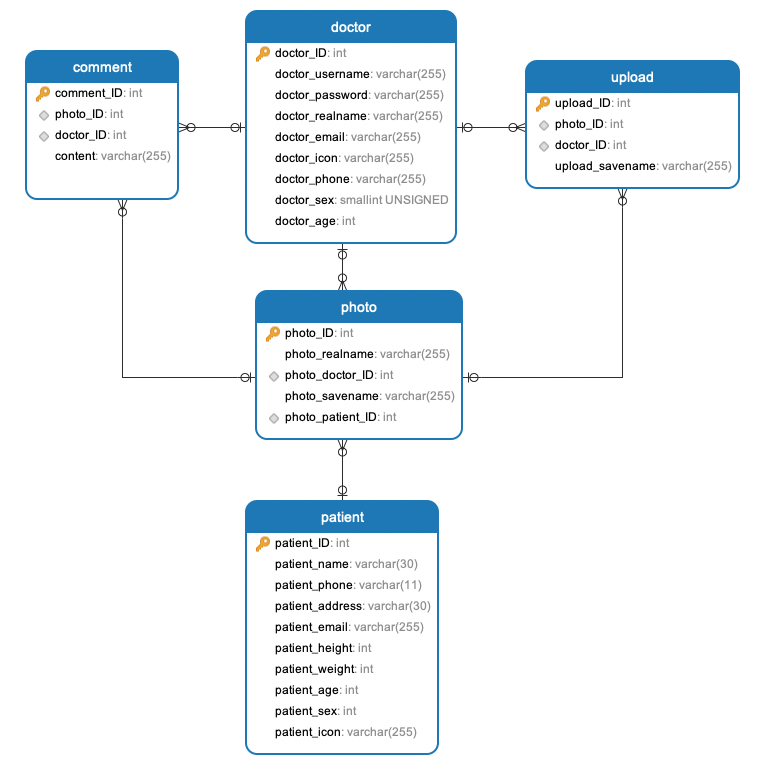 doctor
doctor_ID: int
doctor_username: varchar(255)
doctor_password: varchar(255)
doctor_realname: varchar(255)
doctor_email: varchar(255)
doctor_icon: varchar(255)
doctor_phone: varchar(255)
doctor_sex: smallint UNSIGNED
doctor_age: int
comment
comment_ID: int
photo_ID: int
doctor_ID: int
content: varchar(255)
upload
upload_ID: int
photo_ID: int
doctor_ID: int
upload_savename: varchar(255)
photo
photo_ID: int
photo_realname: varchar(255)
photo_doctor_ID: int
photo_savename: varchar(255)
photo_patient_ID: int
patient
patient_ID: int
patient_name: varchar(30)
patient_phone: varchar(11)
patient_address: varchar(30)
patient_email: varchar(255)
patient_height: int
patient_weight: int
patient_age: int
patient_sex: int
patient_icon: varchar(255)